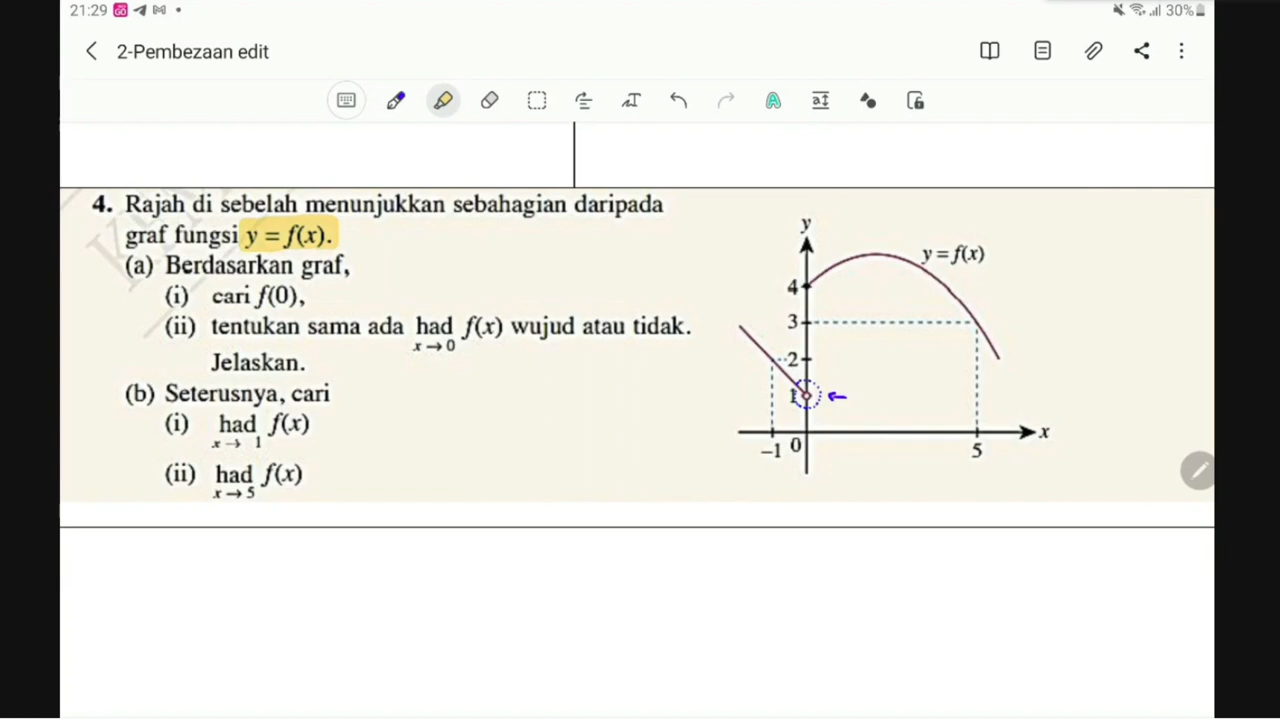 21:29 GO 30%
2-Pembezaan edit
4. Rajah di sebelah menunjukkan sebahagian daripada
graf fungsi y = f(x).
(a) Berdasarkan graf,
(i) cari f(0),
(ii) tentukan sama ada had f(x) wujud atau tidak.
x → 0
Jelaskan.
(b) Seterusnya, cari
(i) had f(x)
x → 1
(ii) had f(x)
x → 5
y
y = f(x)
4
3
2
1
x
–1 0 5